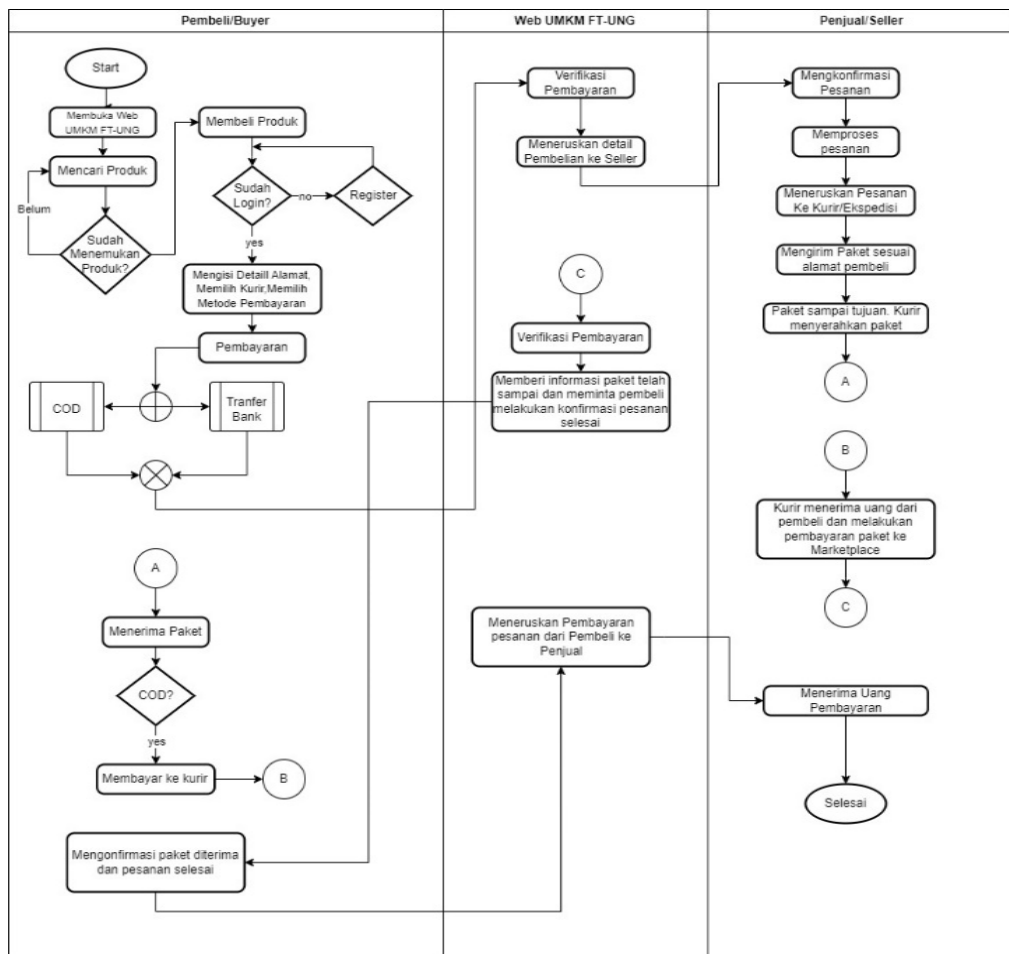 Pembeli/Buyer
Web UMKM FT-UNG
Penjual/Seller
Start
Membuka Web
UMKM FT-UNG
Mencari Produk
Belum
Sudah
Menemukan
Produk?
Membeli Produk
Sudah
Login?
no
Register
yes
Mengisi Detaill Alamat,
Memilih Kurir,Memilih
Metode Pembayaran
Pembayaran
COD
Tranfer
Bank
A
Menerima Paket
COD?
yes
Membayar ke kurir
B
Mengonfirmasi paket diterima
dan pesanan selesai
Verifikasi
Pembayaran
Meneruskan detail
Pembelian ke Seller
C
Verifikasi Pembayaran
Memberi informasi paket telah
sampai dan meminta pembeli
melakukan konfirmasi pesanan
selesai
Meneruskan Pembayaran
pesanan dari Pembeli ke
Penjual
Mengkonfirmasi
Pesanan
Memproses
pesanan
Meneruskan Pesanan
Ke Kurir/Ekspedisi
Mengirim Paket sesuai
alamat pembeli
Paket sampai tujuan. Kurir
menyerahkan paket
A
B
Kurir menerima uang dari
pembeli dan melakukan
pembayaran paket ke
Marketplace
C
Menerima Uang
Pembayaran
Selesai